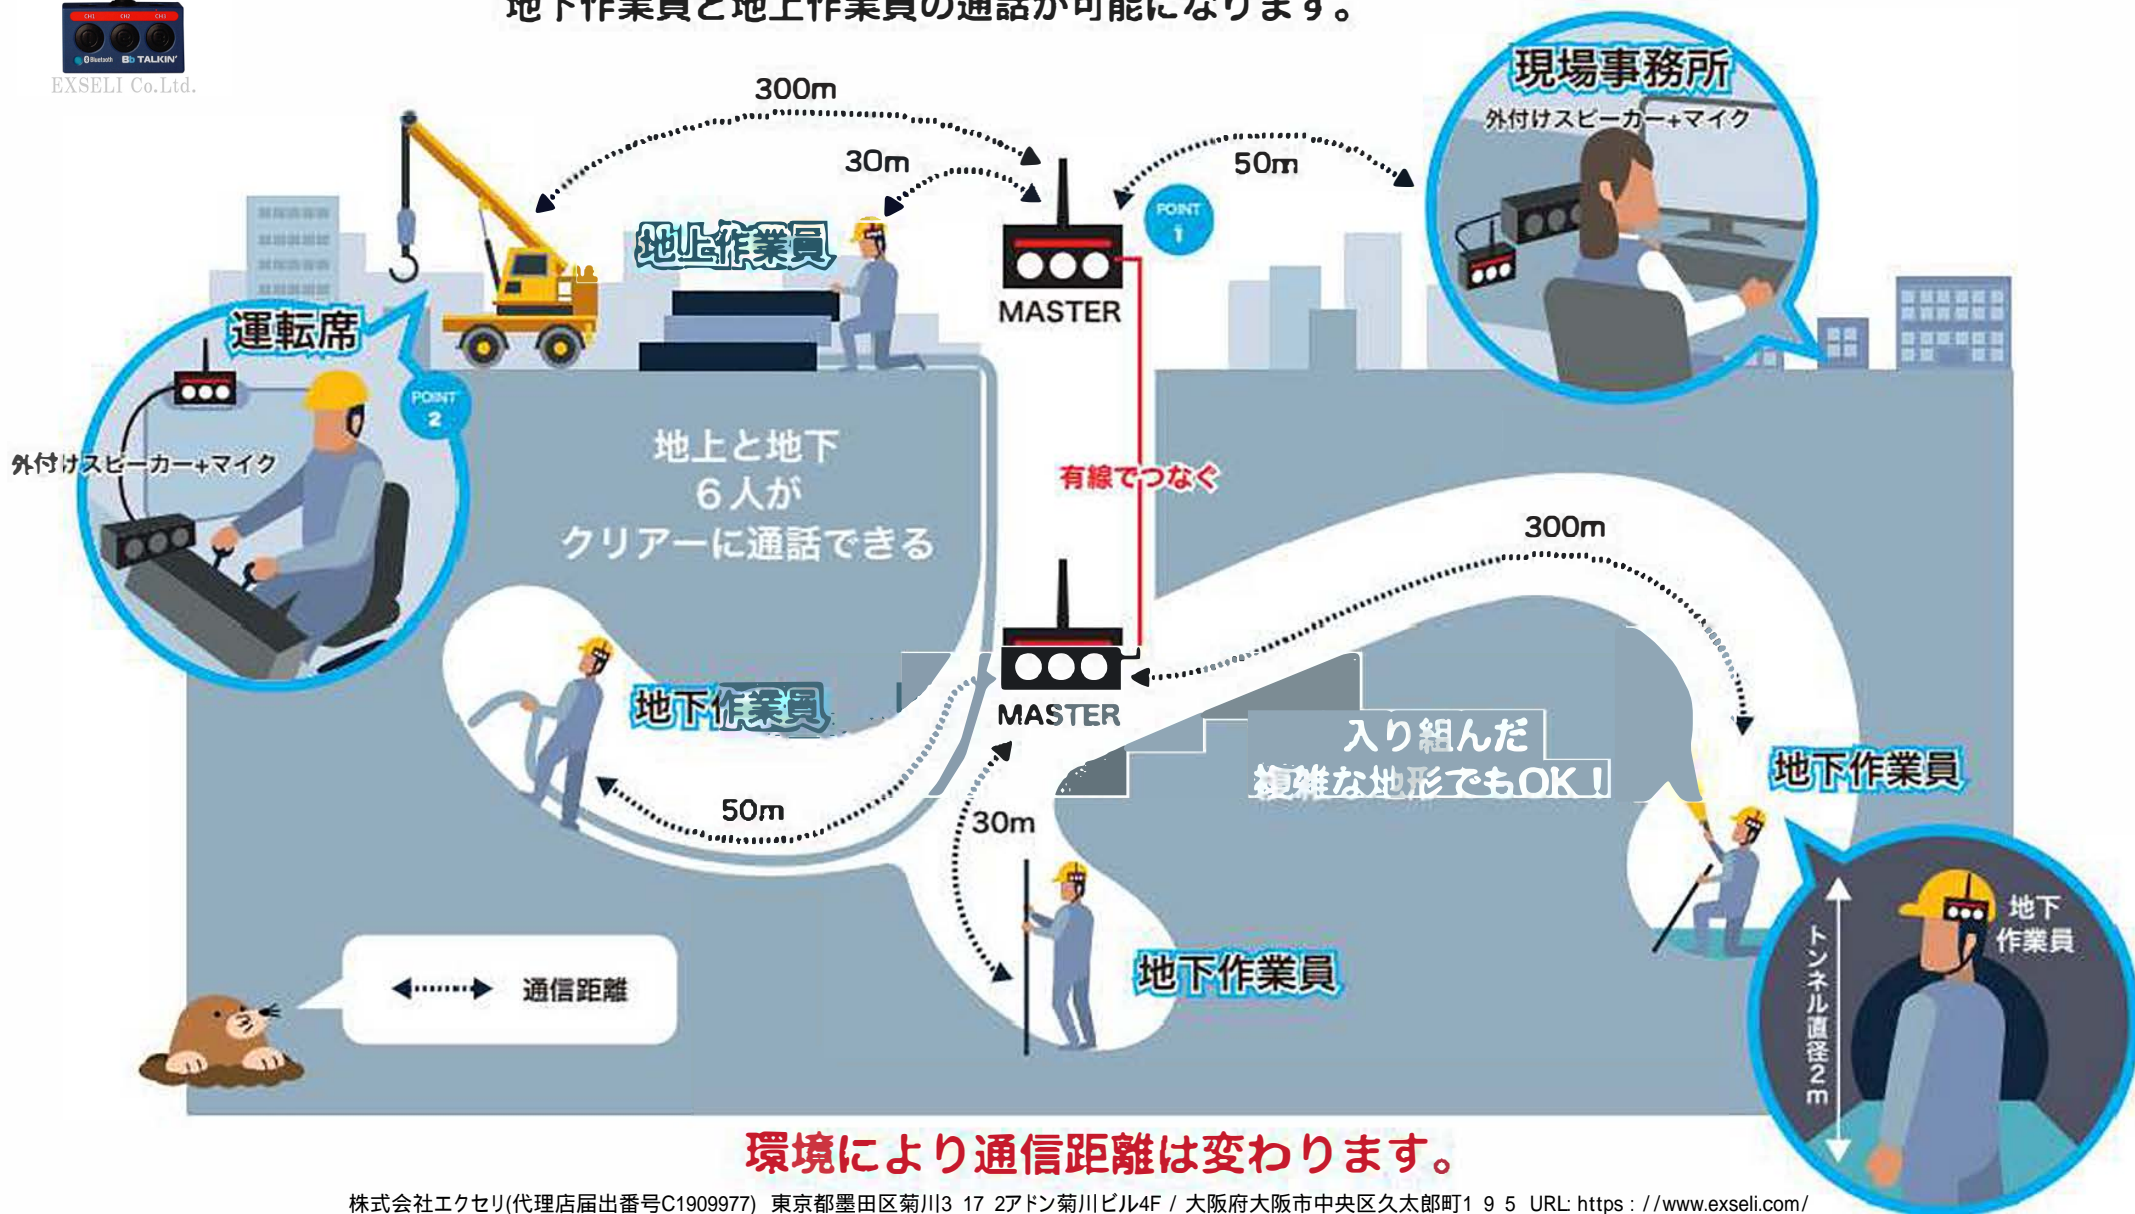 地下作業員と地上作業員の通話が可能になります。
CH1 CH2 CH3
Bluetooth Bb TALKIN'
EXSELI Co.Ltd.
300m
30m
50m
現場事務所
外付けスピーカー+マイク
POINT
1
地上作業員
MASTER
運転席
POINT
2
外付けスピーカー+マイク
地上と地下
6人が
クリアーに通話できる
有線でつなぐ
300m
地下作業員
MASTER
入り組んだ
複雑な地形でもOK！
50m
30m
地下作業員
地下作業員
地下
作業員
トンネル直径2m
通信距離
環境により通信距離は変わります。
株式会社エクセリ(代理店届出番号C1909977) 東京都墨田区菊川3 17 2アドン菊川ビル4F / 大阪府大阪市中央区久太郎町1 9 5 URL: https : //www.exseli.com/